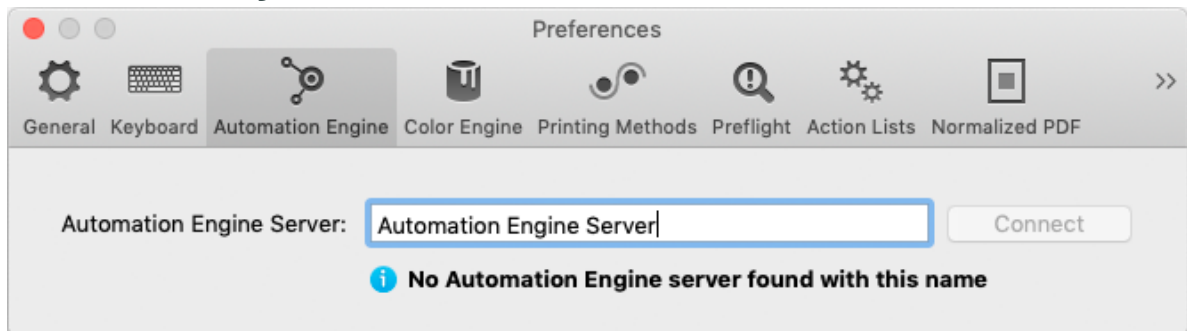 Preferences
General Keyboard Automation Engine Color Engine Printing Methods Preflight Action Lists Normalized PDF
Automation Engine Server: Automation Engine Server Connect
No Automation Engine server found with this name